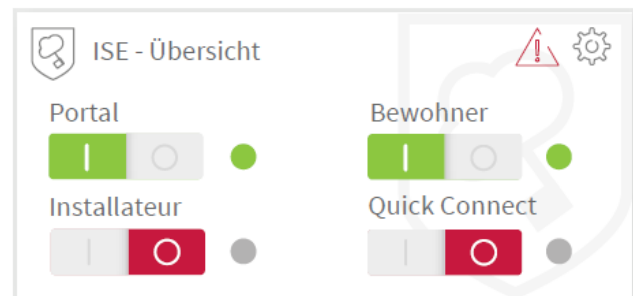 ISE - Übersicht
Portal
Bewohner
Installateur
Quick Connect